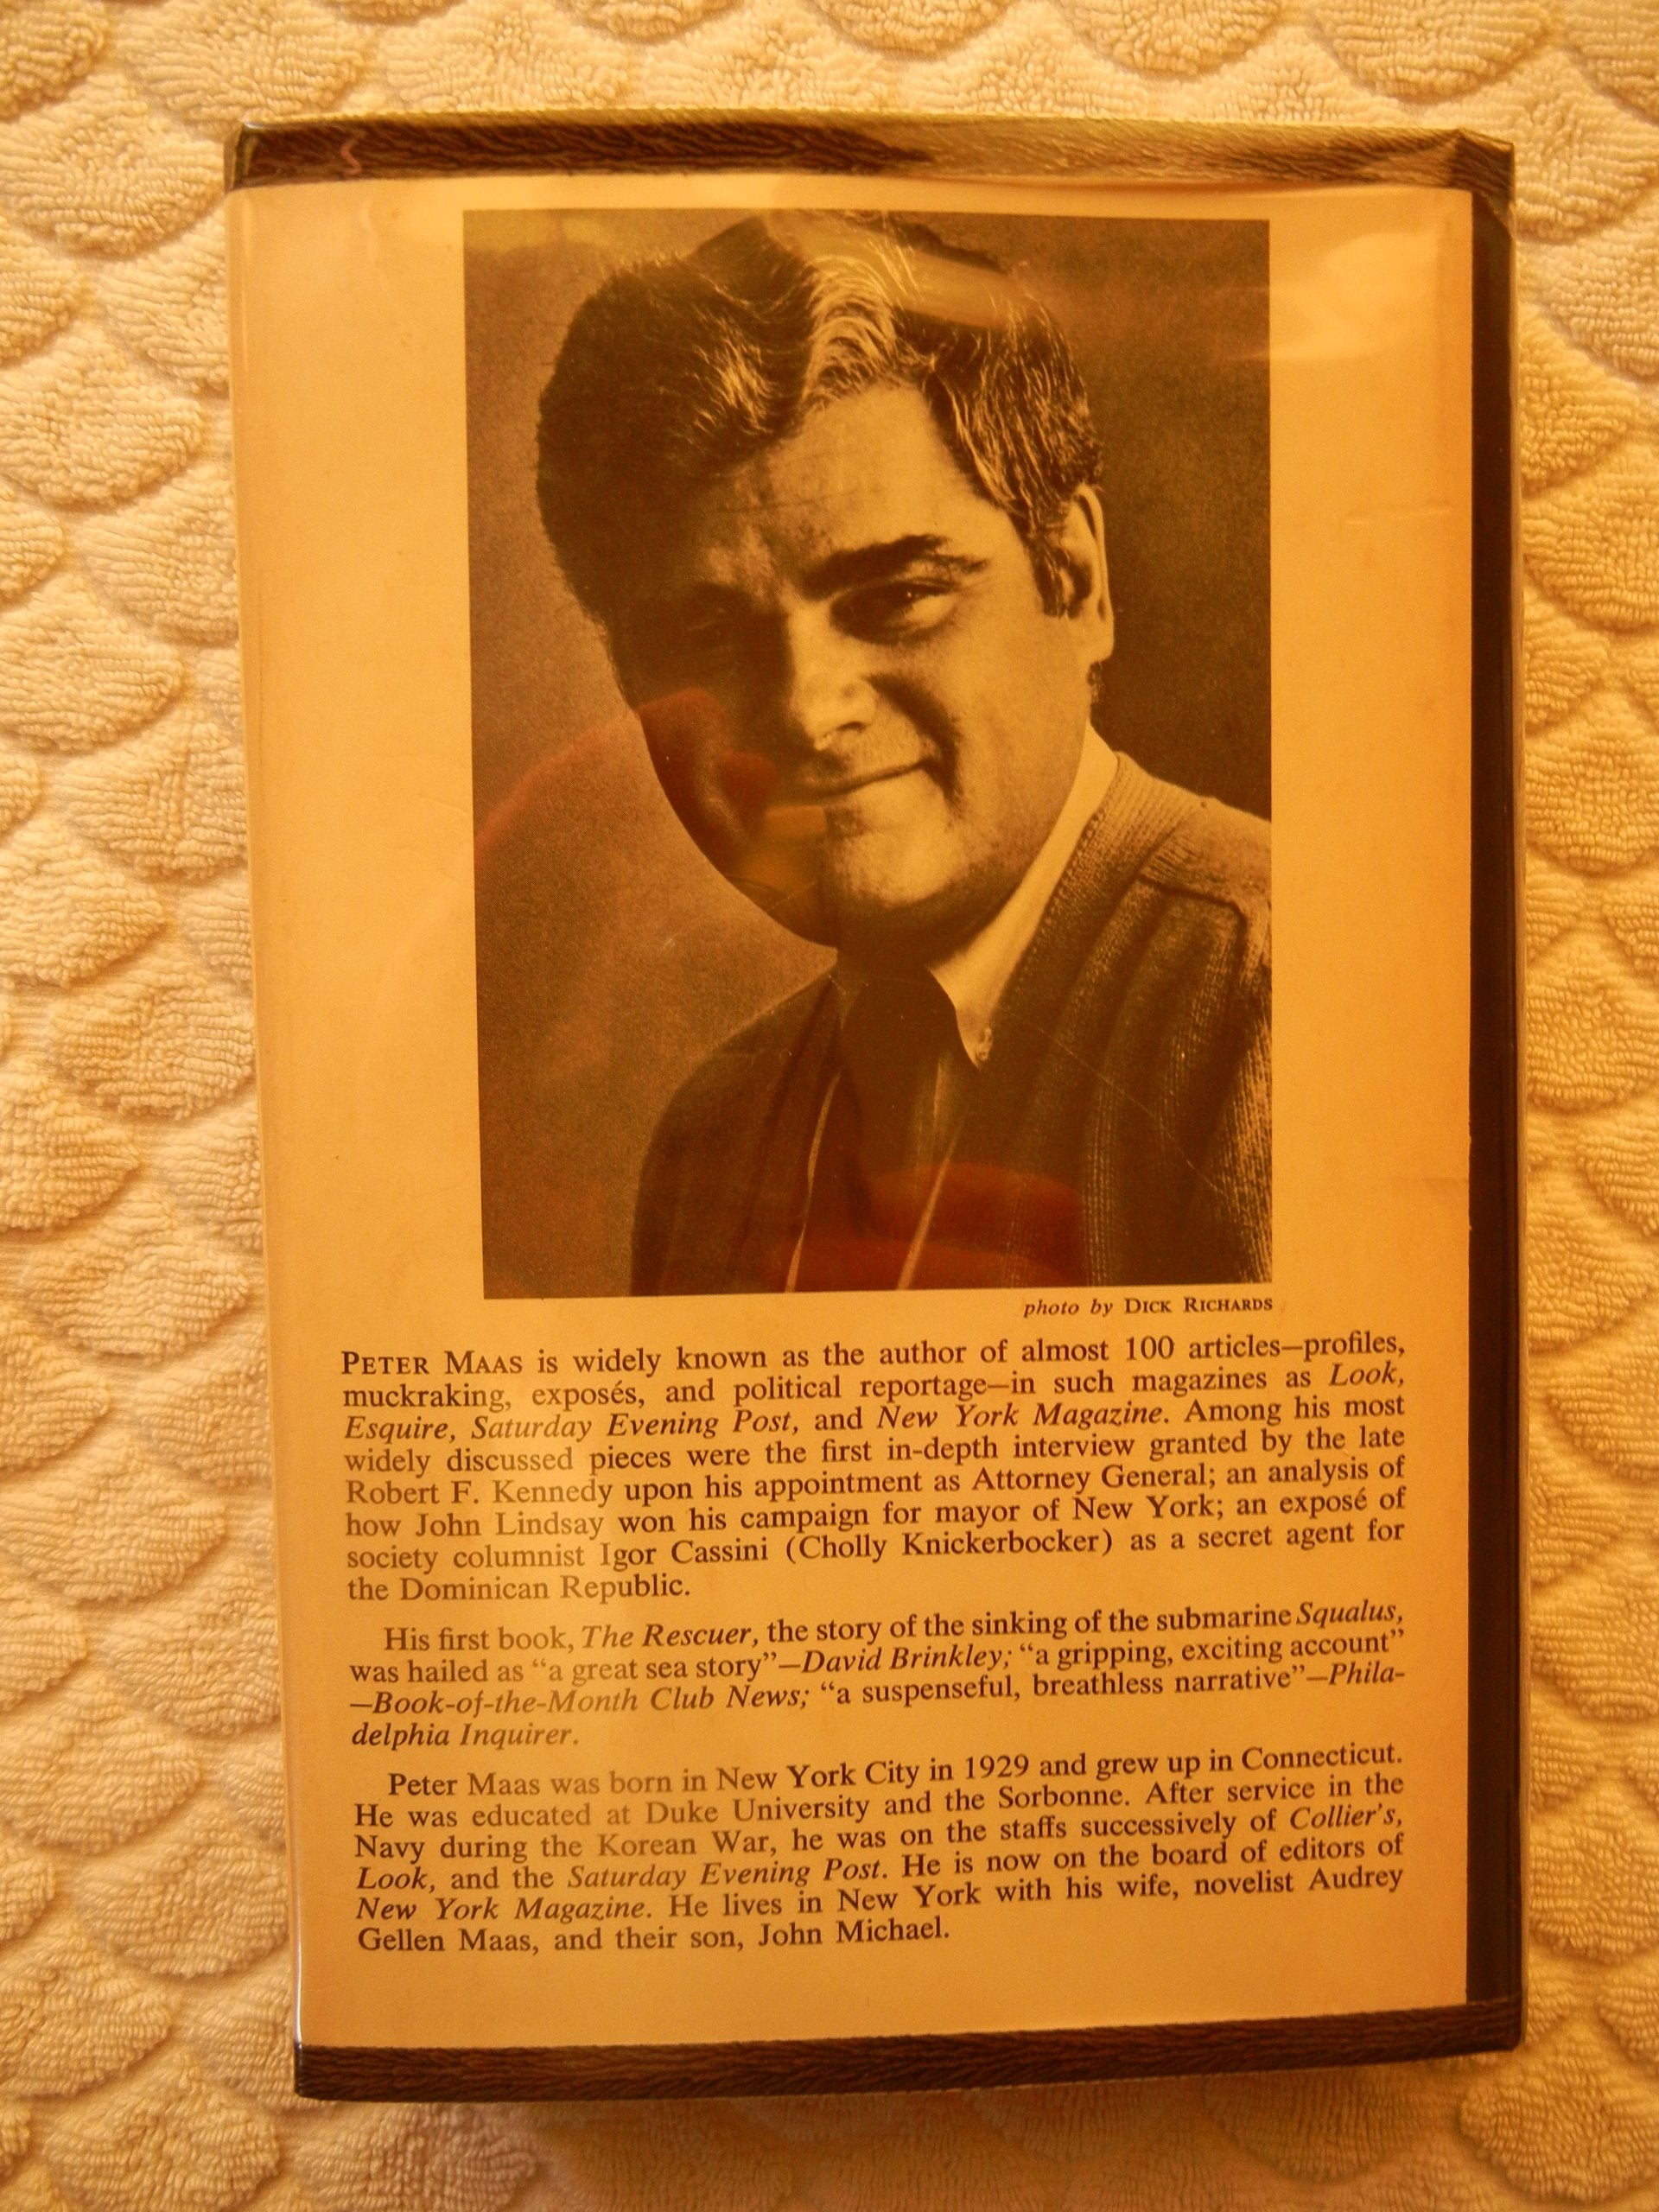 photo by DICK RICHARDS
PETER MAAS is widely known as the author of almost 100 articles—profiles,
muckraking, exposés, and political reportage—in such magazines as Look,
Esquire, Saturday Evening Post, and New York Magazine. Among his most
widely discussed pieces were the first in-depth interview granted by the late
Robert F. Kennedy upon his appointment as Attorney General; an analysis of
how John Lindsay won his campaign for mayor of New York; an exposé of
society columnist Igor Cassini (Cholly Knickerbocker) as a secret agent for
the Dominican Republic.
His first book, The Rescuer, the story of the sinking of the submarine Squalus,
was hailed as “a great sea story”—David Brinkley; “a gripping, exciting account”
—Book-of-the-Month Club News; “a suspenseful, breathless narrative”—Phila-
delphia Inquirer.
Peter Maas was born in New York City in 1929 and grew up in Connecticut.
He was educated at Duke University and the Sorbonne. After service in the
Navy during the Korean War, he was on the staffs successively of Collier's,
Look, and the Saturday Evening Post. He is now on the board of editors of
New York Magazine. He lives in New York with his wife, novelist Audrey
Gellen Maas, and their son, John Michael.